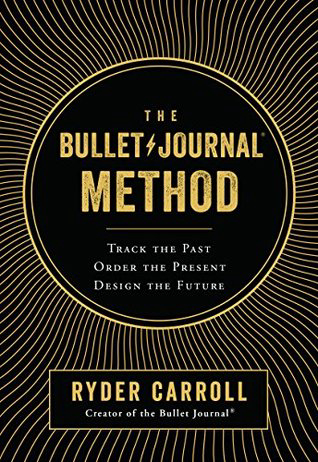 THE
BULLET⚡JOURNAL®
METHOD
TRACK THE PAST
ORDER THE PRESENT
DESIGN THE FUTURE
RYDER CARROLL
Creator of the Bullet Journal®